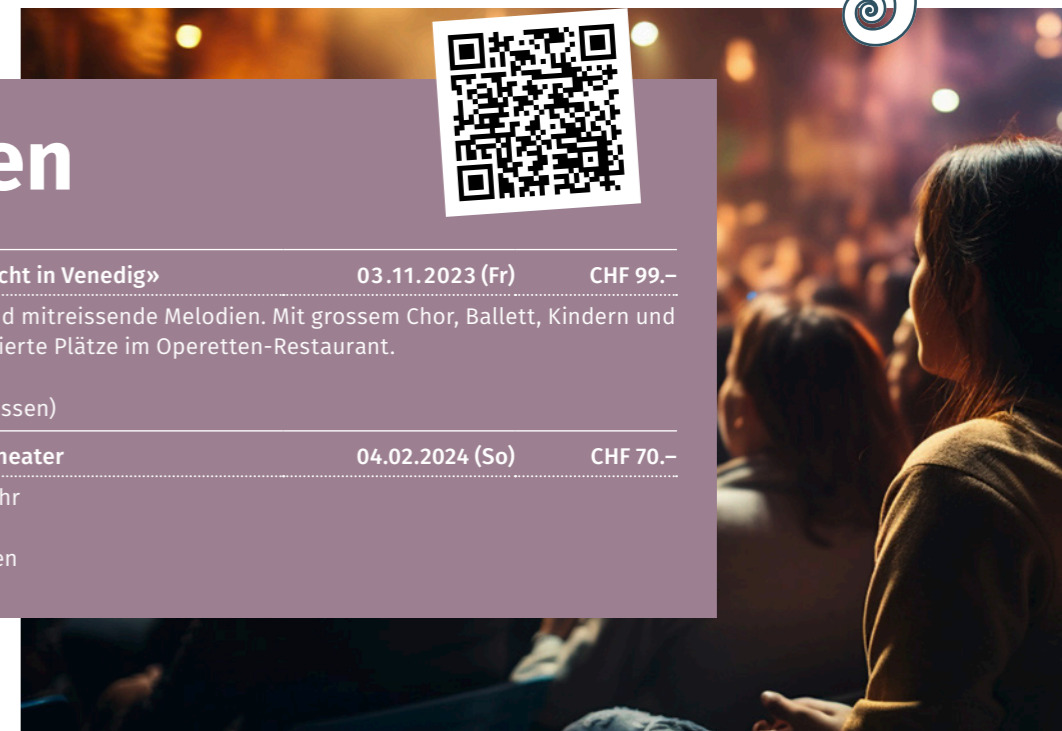 en
cht in Venedig» 03.11.2023 (Fr) CHF 99.–
d mitreissende Melodien. Mit grossem Chor, Ballett, Kindern und
ierte Plätze im Operetten-Restaurant.
ssen)
heater 04.02.2024 (So) CHF 70.–
hr
en